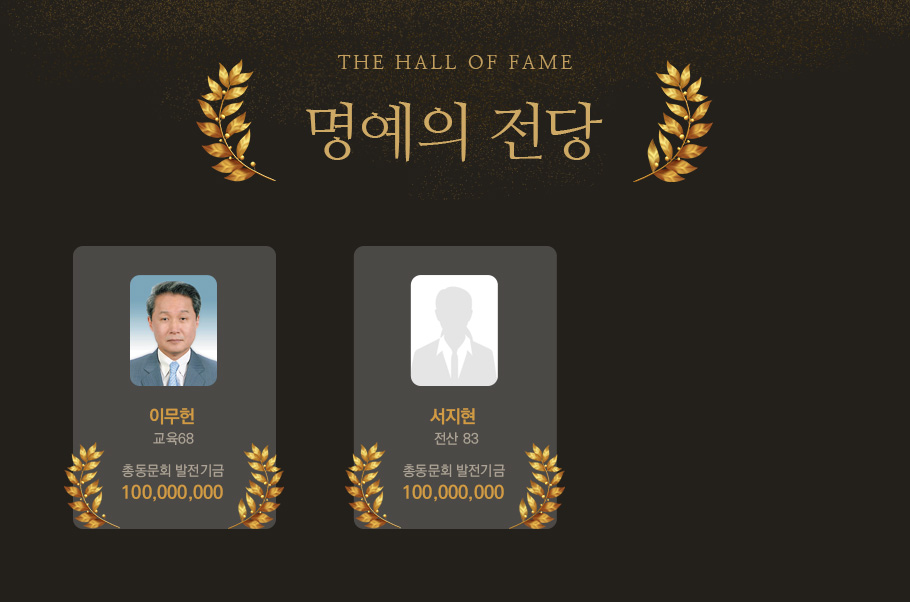 THE HALL OF FAME
명예의 전당
이무헌
교육68
총동문회 발전기금
100,000,000
서지현
전산 83
총동문회 발전기금
100,000,000